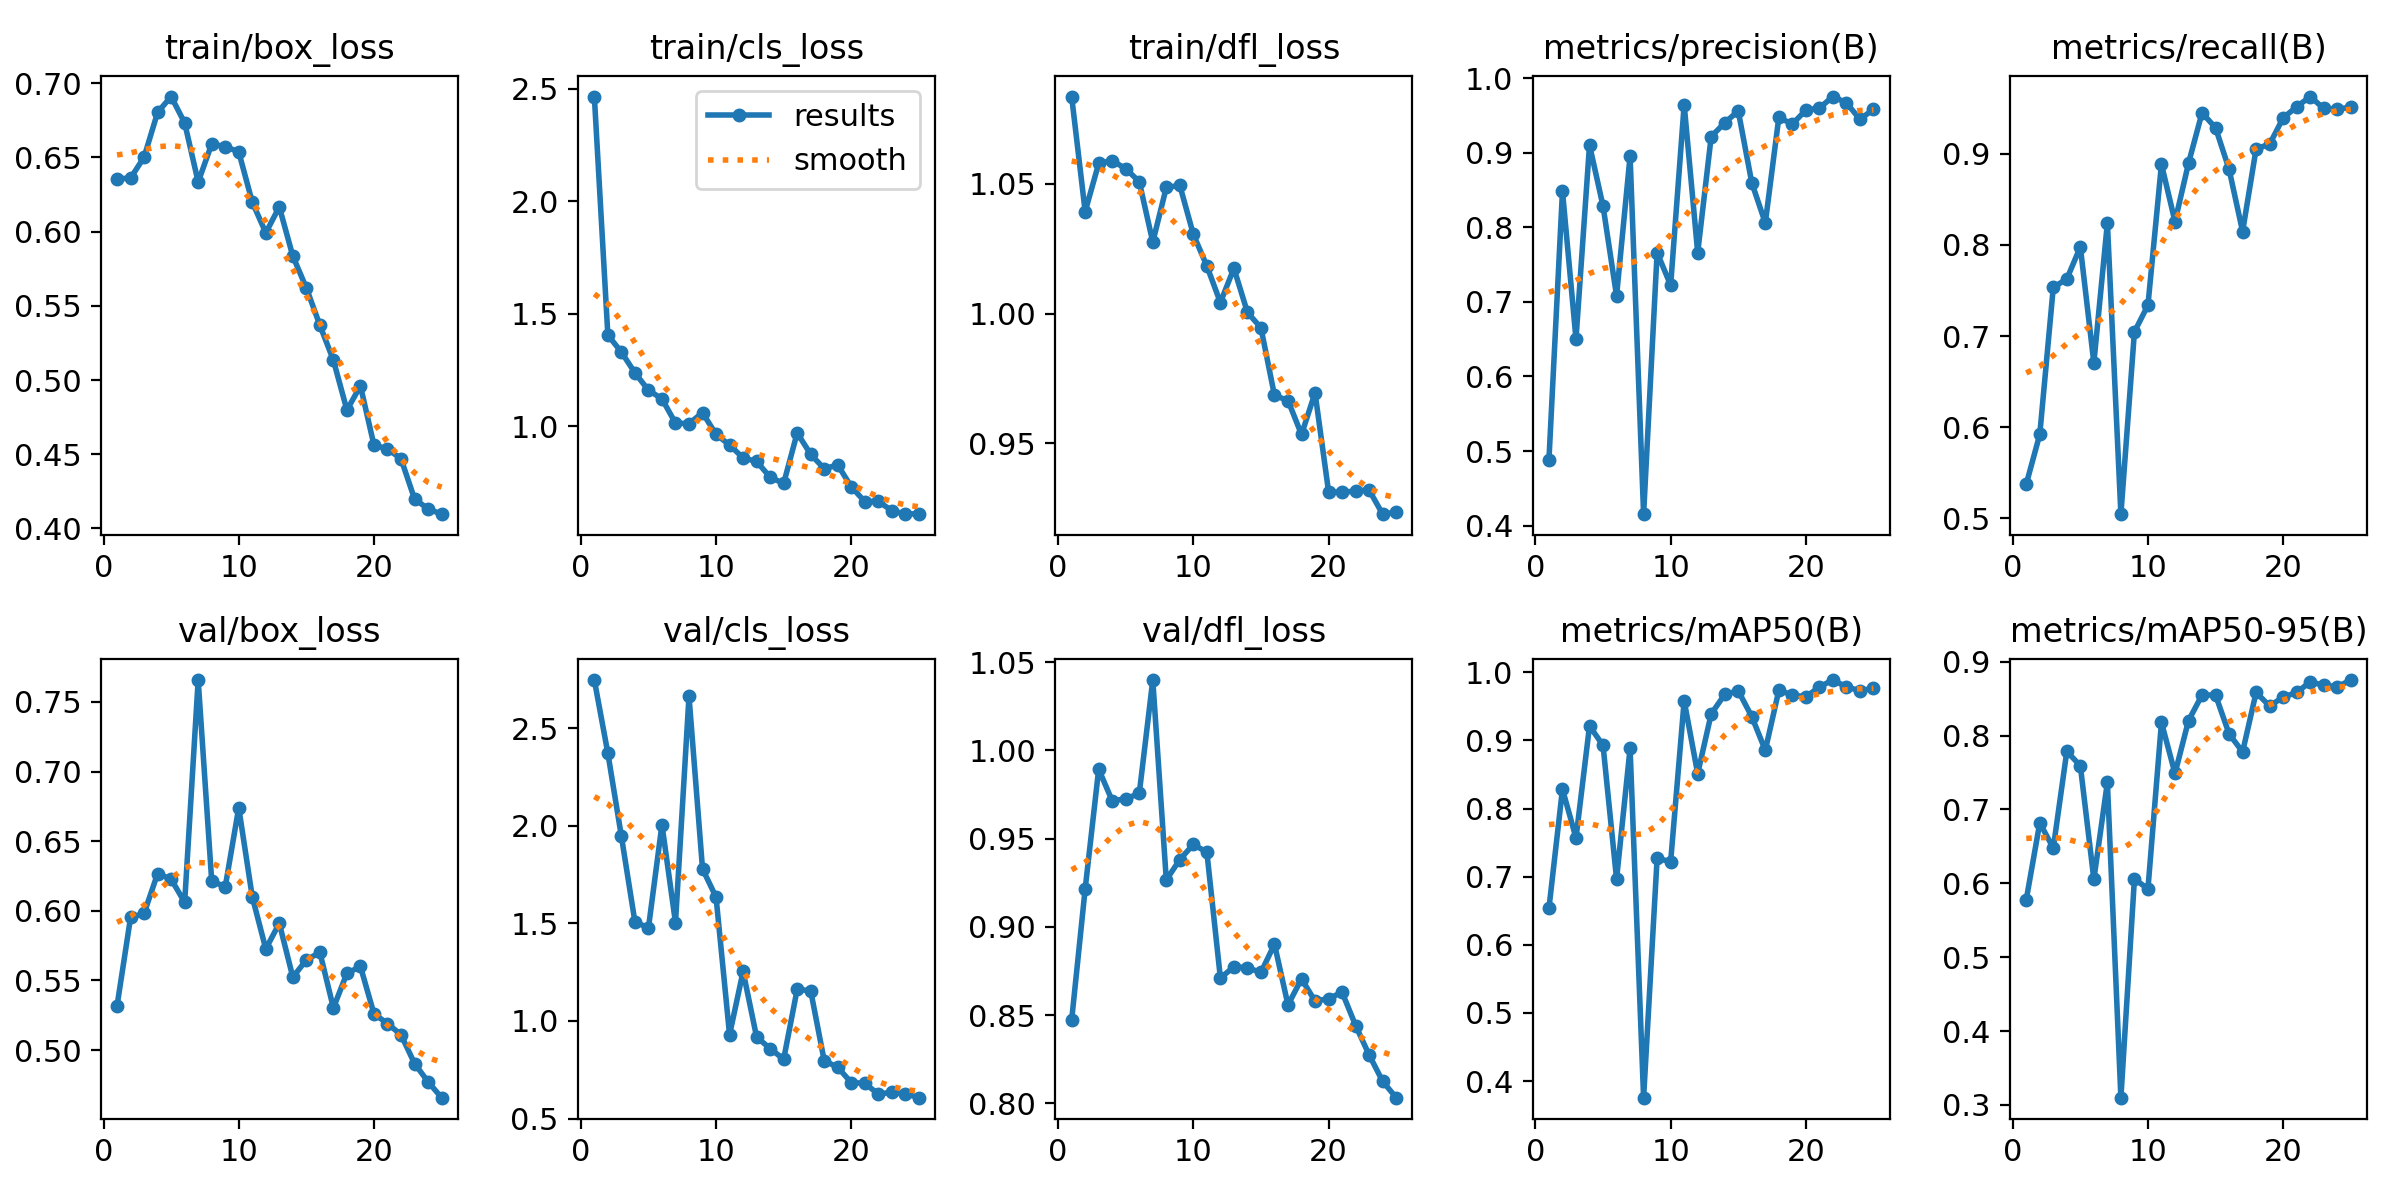 train/box_loss
train/cls_loss
train/dfl_loss
metrics/precision(B)
metrics/recall(B)
0.70
0.65
0.60
0.55
0.50
0.45
0.40
0 10 20
2.5
2.0
1.5
1.0
results
smooth
0 10 20
1.05
1.00
0.95
0 10 20
1.0
0.9
0.8
0.7
0.6
0.5
0.4
0 10 20
0.9
0.8
0.7
0.6
0.5
0 10 20
val/box_loss
val/cls_loss
val/dfl_loss
metrics/mAP50(B)
metrics/mAP50-95(B)
0.75
0.70
0.65
0.60
0.55
0.50
0 10 20
2.5
2.0
1.5
1.0
0.5
0 10 20
1.05
1.00
0.95
0.90
0.85
0.80
0 10 20
1.0
0.9
0.8
0.7
0.6
0.5
0.4
0 10 20
0.9
0.8
0.7
0.6
0.5
0.4
0.3
0 10 20